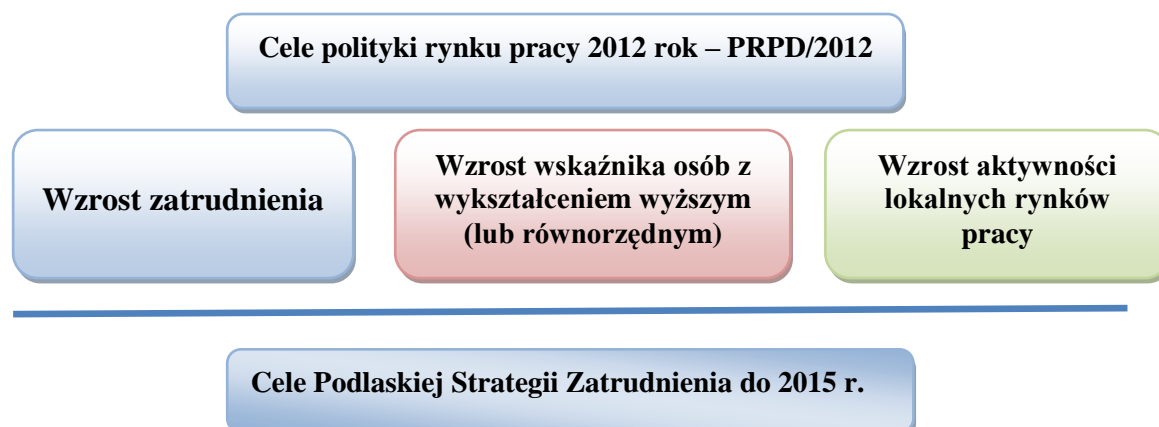 Cele polityki rynku pracy 2012 rok – PRPD/2012
Wzrost zatrudnienia
Wzrost wskaźnika osób z
wykształceniem wyższym
(lub równorzędnym)
Wzrost aktywności
lokalnych rynków
pracy
Cele Podlaskiej Strategii Zatrudnienia do 2015 r.